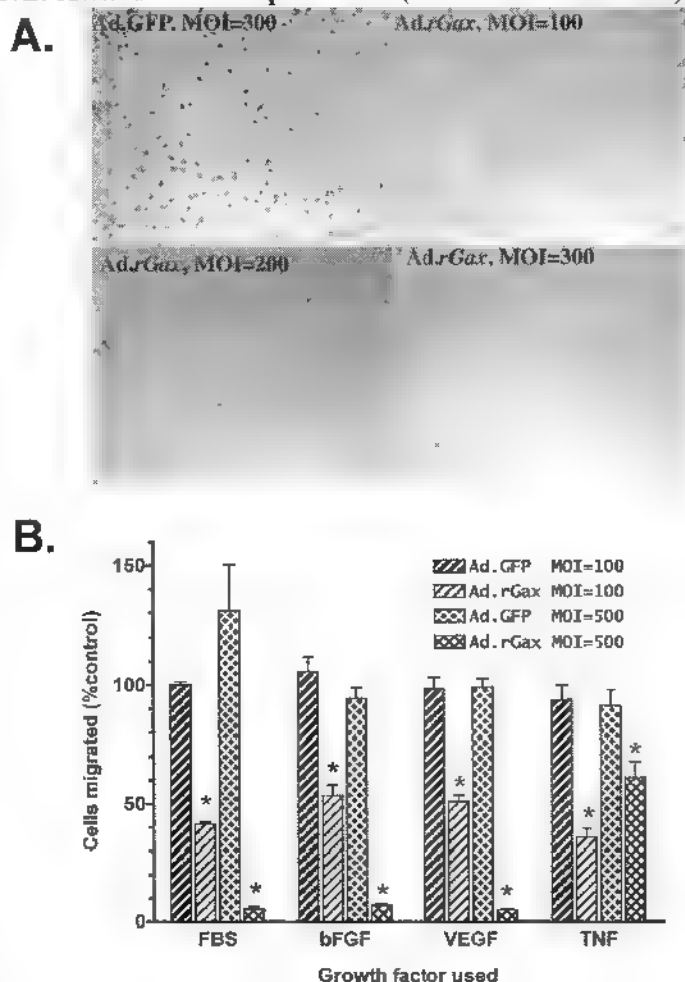 A.
Ad.GFP. MOI=300
Ad.rGax, MOI=100
Ad.rGax, MOI=200
Ad.rGax, MOI=300
B.
150
100
50
0
Cells migrated (%control)
Ad.GFP MOI=100
Ad.rGax MOI=100
Ad.GFP MOI=500
Ad.rGax MOI=500
* * * * * * * *
FBS bFGF VEGF TNF
Growth factor used